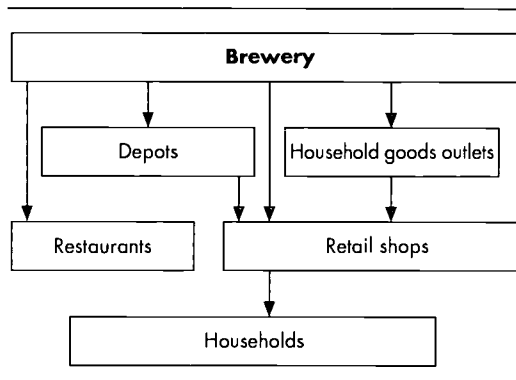 Brewery
Depots
Household goods outlets
Restaurants
Retail shops
Households